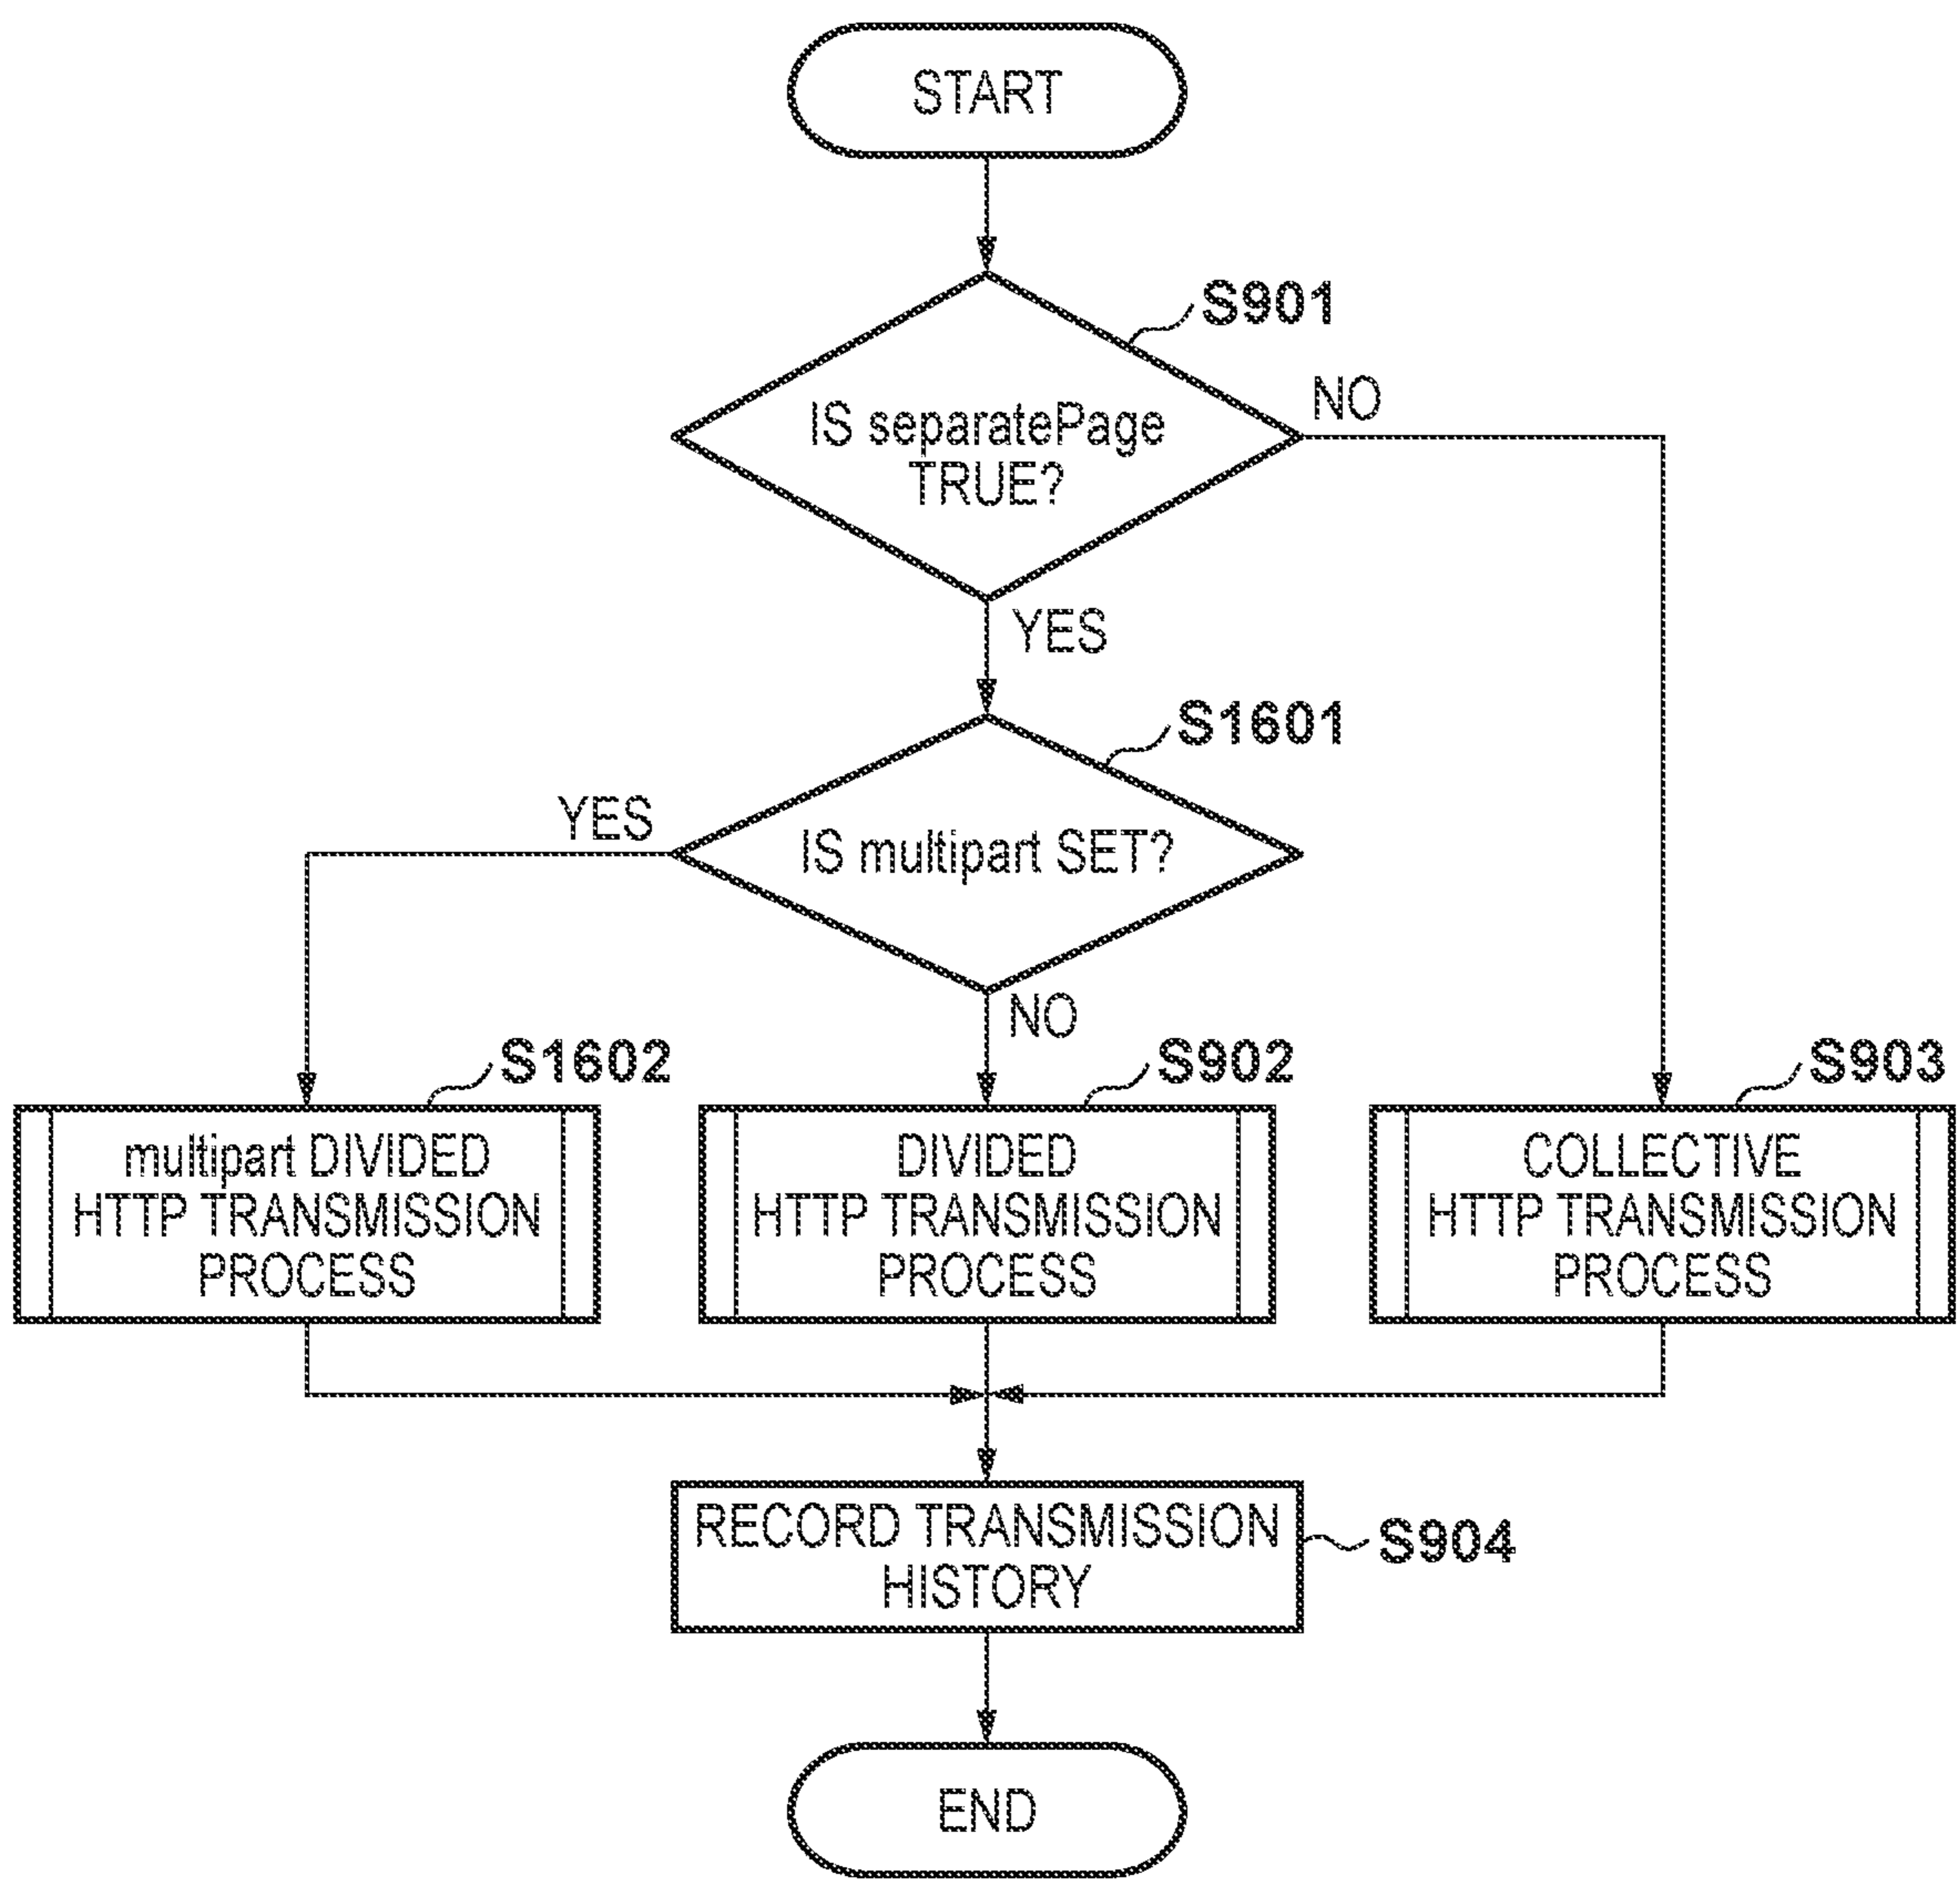 START
S901
IS separatePage
TRUE?
NO
YES
S1601
IS multipart SET?
YES
NO
S1602
multipart DIVIDED
HTTP TRANSMISSION
PROCESS
S902
DIVIDED
HTTP TRANSMISSION
PROCESS
S903
COLLECTIVE
HTTP TRANSMISSION
PROCESS
RECORD TRANSMISSION
HISTORY
S904
END